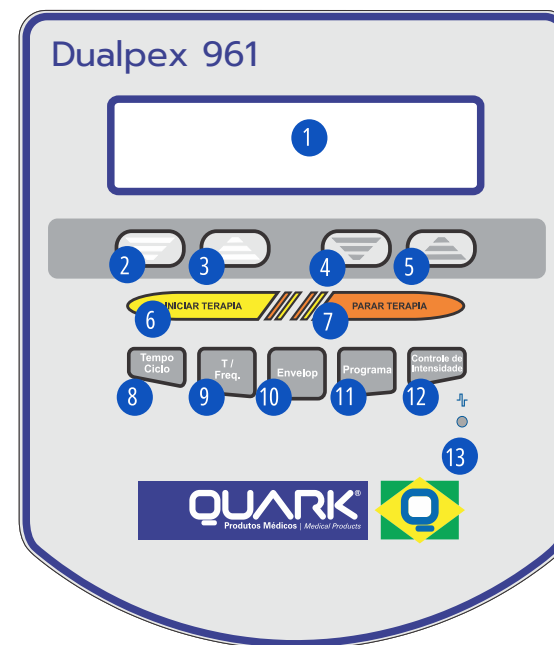 Dualpex 961
1
2
3
4
5
INICIAR TERAPIA
PARAR TERAPIA
6
7
Tempo
Ciclo
T /
Freq.
Envelop
Programa
Controle de
Intensidade
8
9
10
11
12
13
QUARK®
Produtos Médicos | Medical Products
Q